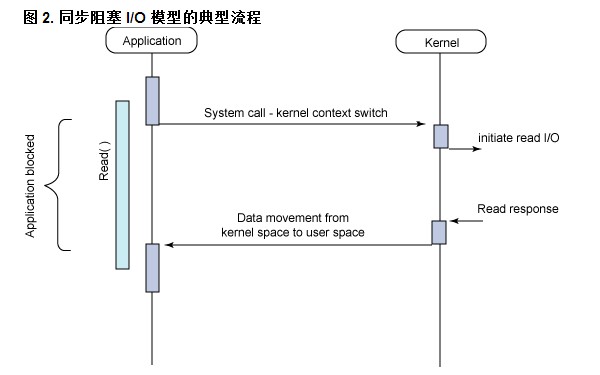 图 2. 同步阻塞 I/O 模型的典型流程
Application
Kernel
System call - kernel context switch
initiate read I/O
Application blocked
Read( )
Read response
Data movement from
kernel space to user space